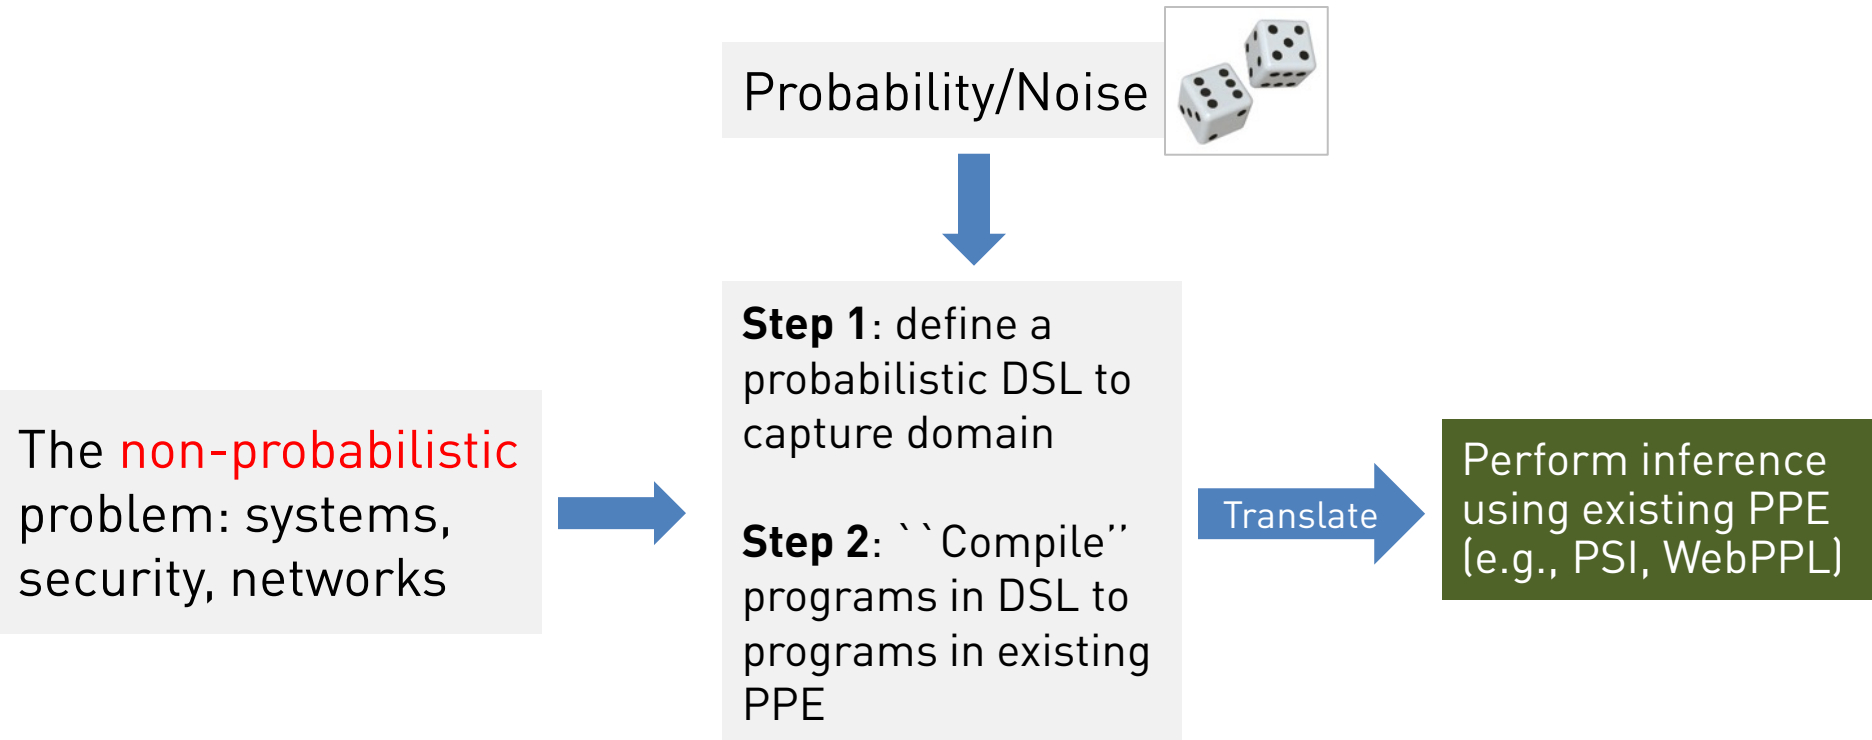 Probability/Noise
The non-probabilistic
problem: systems,
security, networks
Step 1: define a
probabilistic DSL to
capture domain
Step 2: ``Compile’’
programs in DSL to
programs in existing
PPE
Translate
Perform inference
using existing PPE
(e.g., PSI, WebPPL)